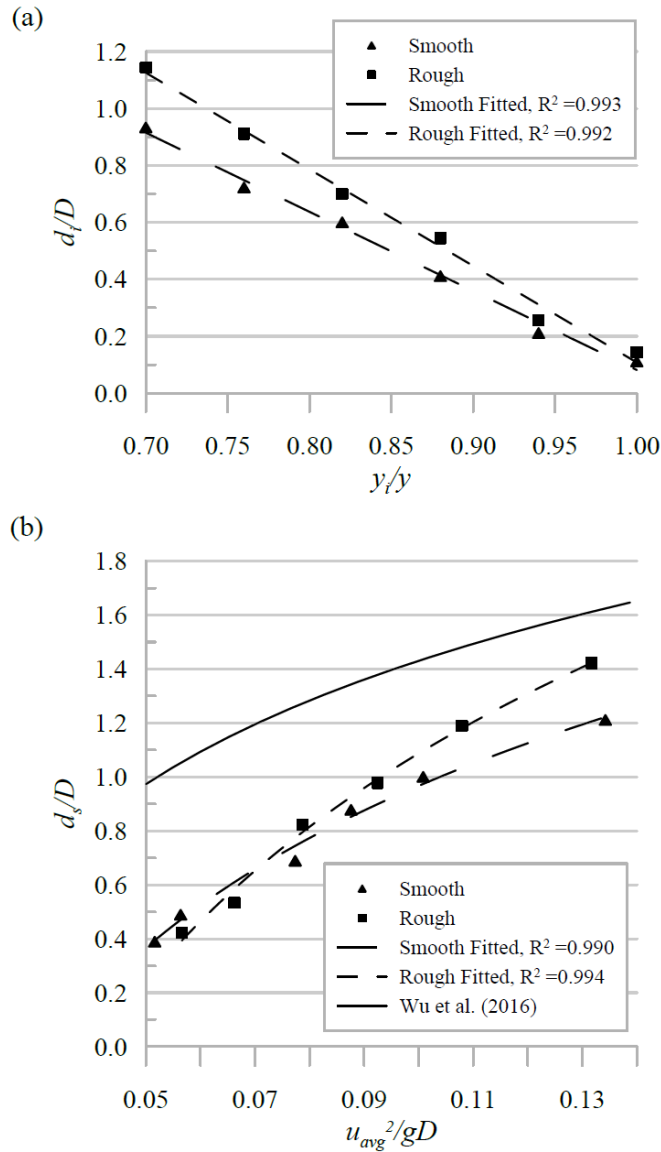 (a)
Smooth
Rough
Smooth Fitted, R² =0.993
Rough Fitted, R² =0.992
1.2
1.0
0.8
0.6
0.4
0.2
0.0
dᵢ/D
0.70 0.75 0.80 0.85 0.90 0.95 1.00
yᵢ/y
(b)
1.8
1.6
1.4
1.2
1.0
0.8
0.6
0.4
0.2
0.0
dₛ/D
Smooth
Rough
Smooth Fitted, R² =0.990
Rough Fitted, R² =0.994
Wu et al. (2016)
0.05 0.07 0.09 0.11 0.13
u_avg²/gD